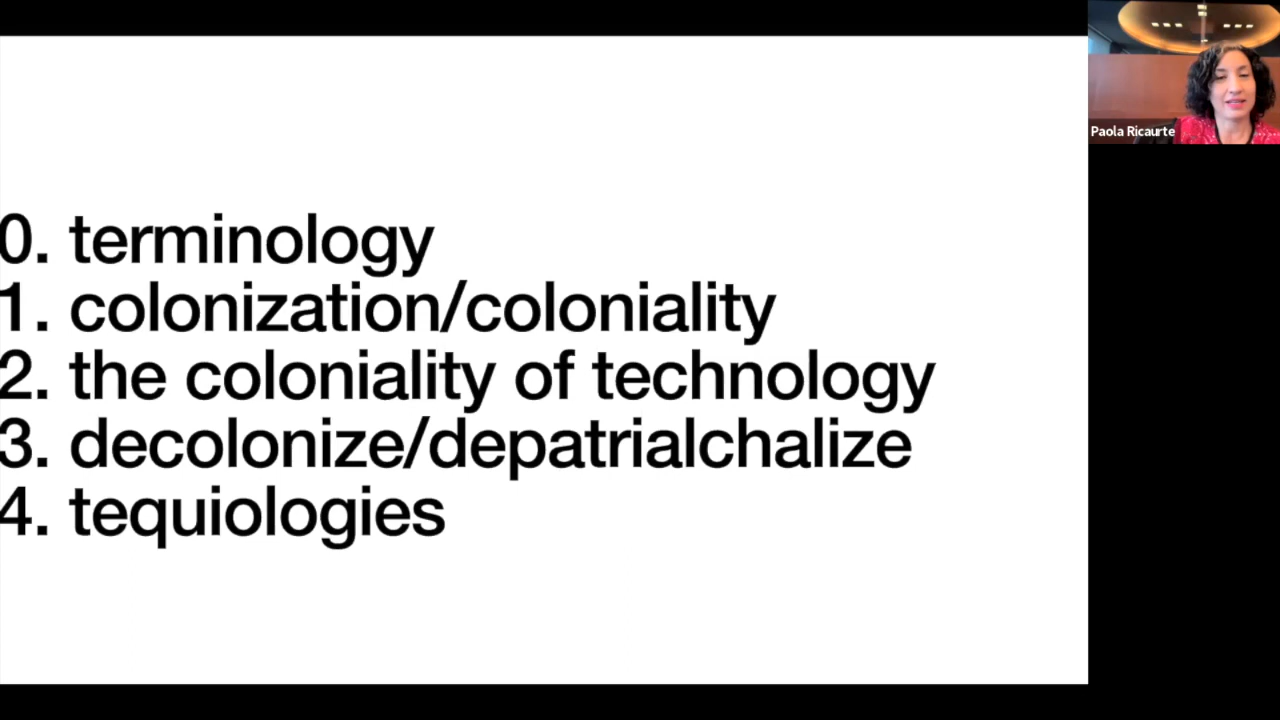 0. terminology
1. colonization/coloniality
2. the coloniality of technology
3. decolonize/depatrialchalize
4. tequiologies
Paola Ricaurte